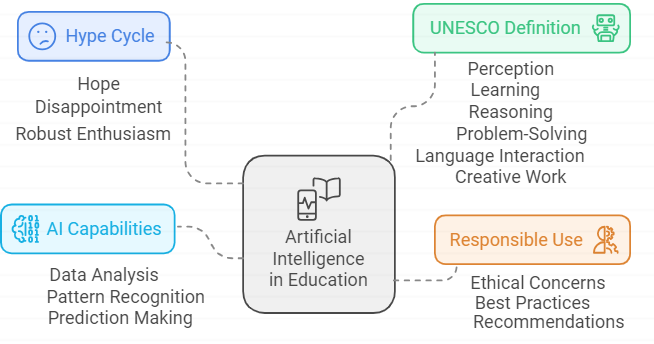 Hype Cycle
Hope
Disappointment
Robust Enthusiasm
UNESCO Definition
Perception
Learning
Reasoning
Problem-Solving
Language Interaction
Creative Work
Artificial
Intelligence
in Education
AI Capabilities
Data Analysis
Pattern Recognition
Prediction Making
Responsible Use
Ethical Concerns
Best Practices
Recommendations